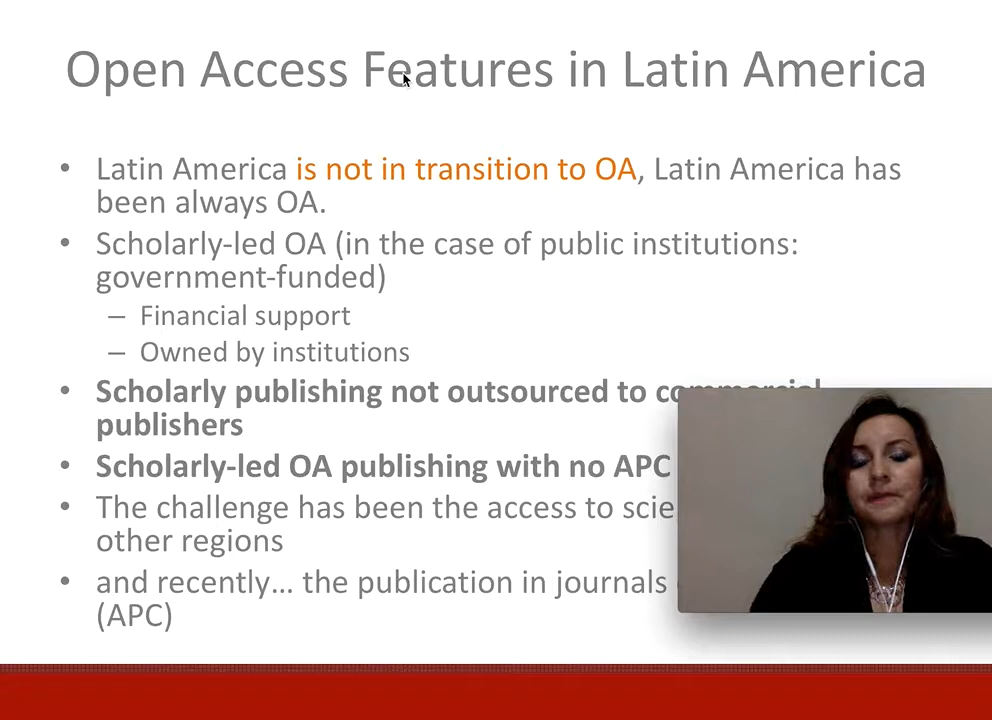 Open Access Features in Latin America
• Latin America is not in transition to OA, Latin America has
been always OA.
• Scholarly-led OA (in the case of public institutions:
government-funded)
– Financial support
– Owned by institutions
• Scholarly publishing not outsourced to commercial
publishers
• Scholarly-led OA publishing with no APC
• The challenge has been the access to
other regions
• and recently... the publication in journals
(APC)